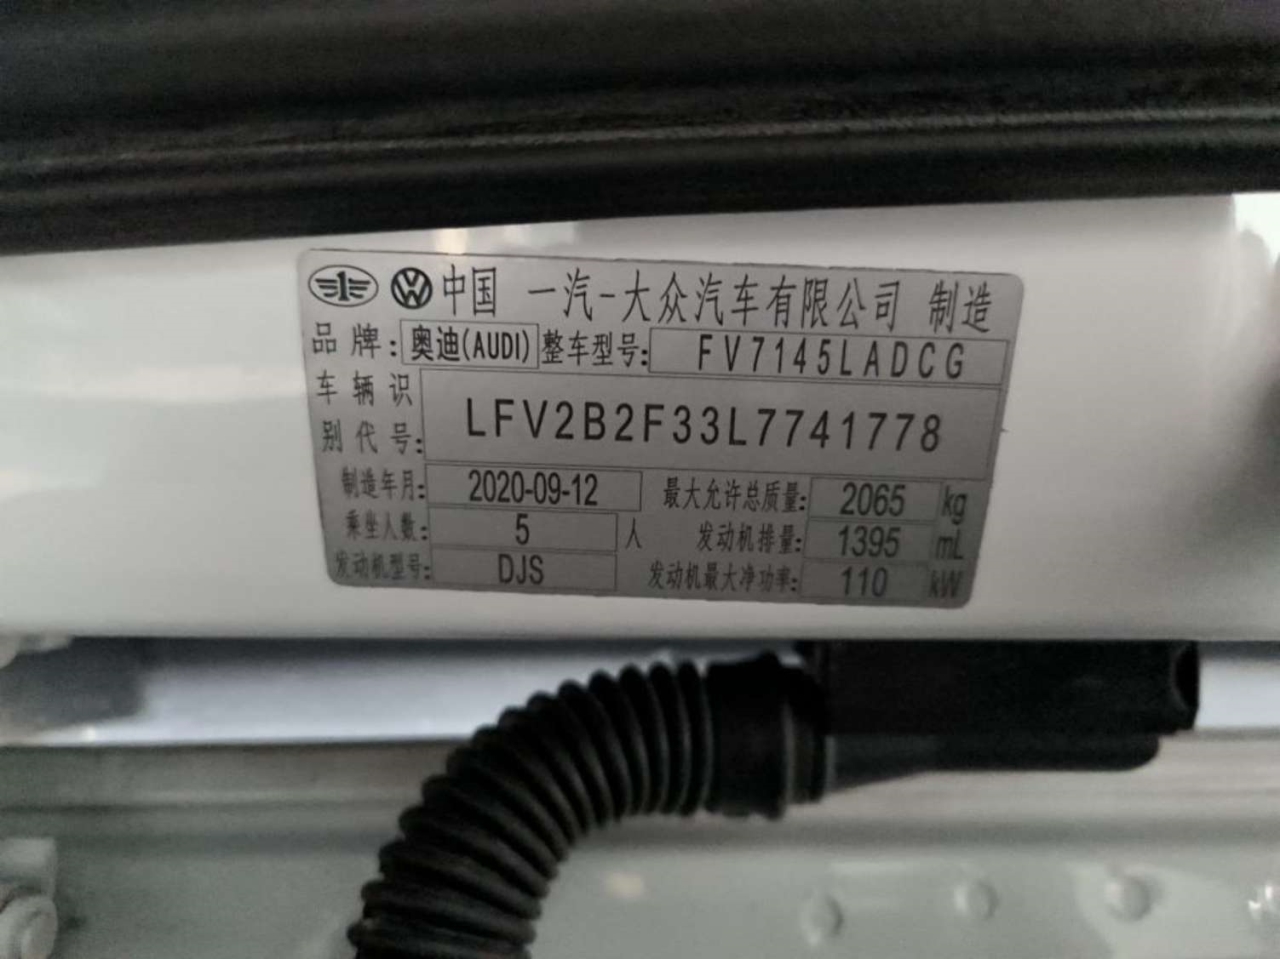 中国 一汽-大众汽车有限公司 制造
品牌: 奥迪(AUDI) 整车型号: FV7145LADCG
车辆识别代号: LFV2B2F33L7741778
制造年月: 2020-09-12 最大允许总质量: 2065 kg
乘坐人数: 5 人 发动机排量: 1395 mL
发动机型号: DJS 发动机最大净功率: 110 kW